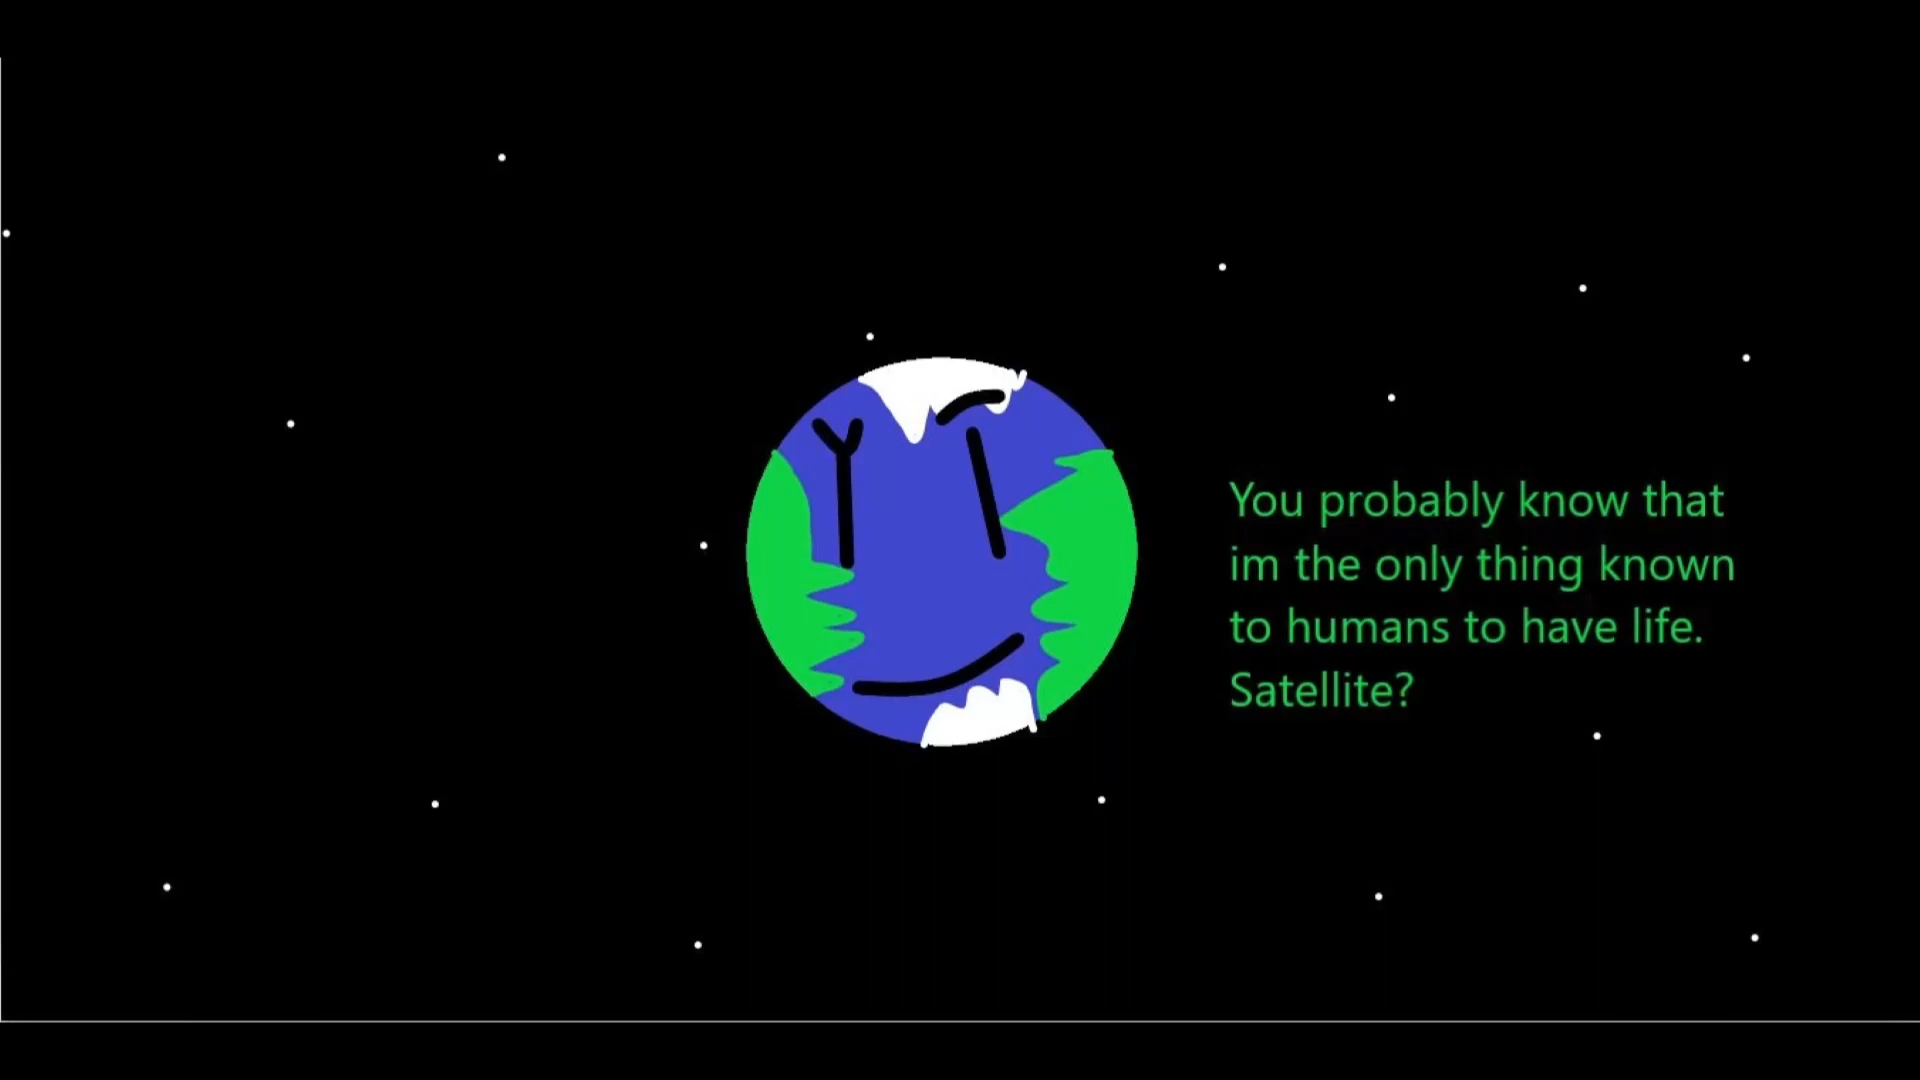 You probably know that
im the only thing known
to humans to have life.
Satellite?